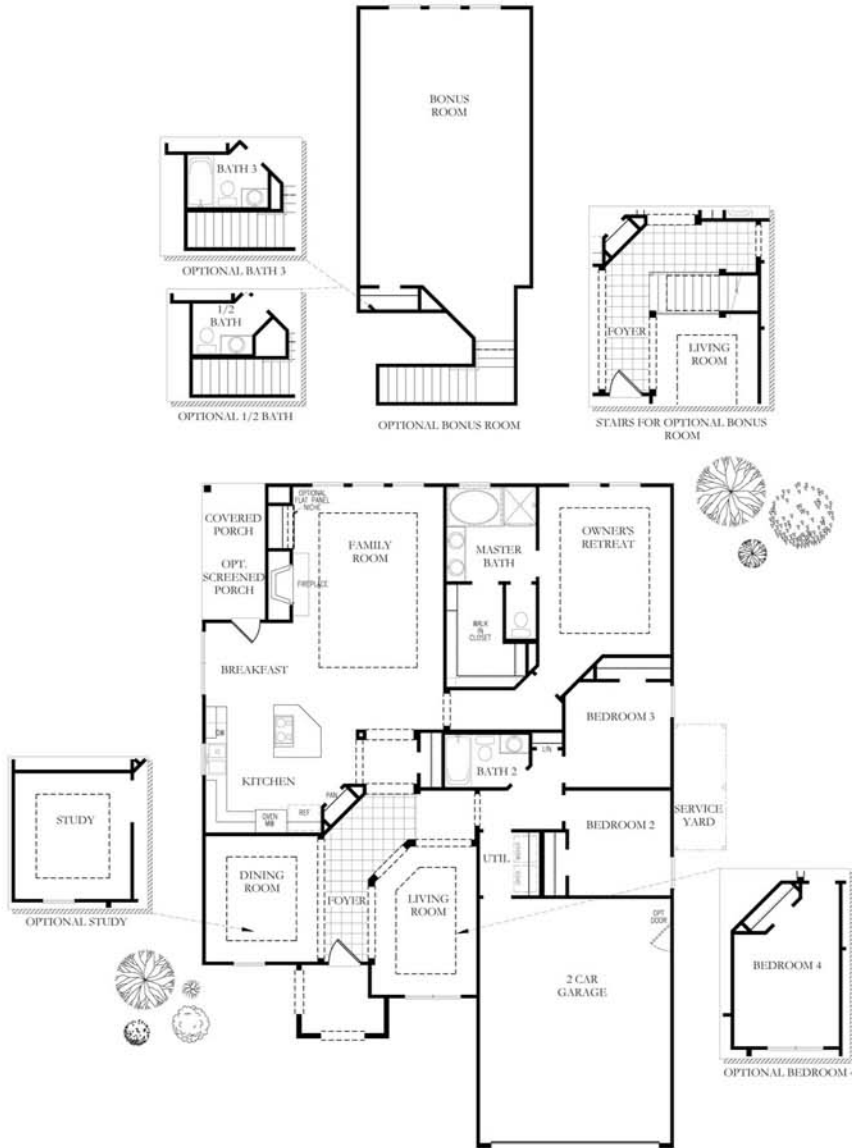 BONUS
ROOM
BATH 3
OPTIONAL BATH 3
1/2
BATH
OPTIONAL 1/2 BATH
OPTIONAL BONUS ROOM
FOYER
LIVING
ROOM
STAIRS FOR OPTIONAL BONUS
ROOM
COVERED
PORCH
OPT.
SCREENED
PORCH
OPTIONAL
FLAT PANEL
NICHE
FIREPLACE
FAMILY
ROOM
MASTER
BATH
OWNER'S
RETREAT
WALK
IN
CLOSET
BREAKFAST
DW
KITCHEN
OVEN
REF
PAN
BATH 2
LIN
BEDROOM 3
BEDROOM 2
SERVICE
YARD
UTIL
STUDY
OPTIONAL STUDY
DINING
ROOM
FOYER
LIVING
ROOM
2 CAR
GARAGE
OPT
DOOR
BEDROOM 4
OPTIONAL BEDROOM